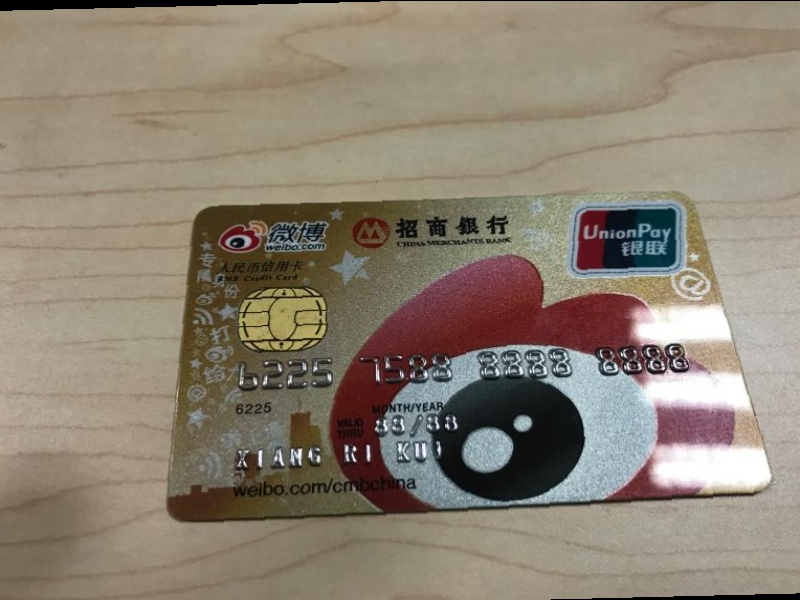 微博 招商银行 UnionPay
weibo.com CHINA MERCHANTS BANK 银联
人民币信用卡
RMB Credit Card
@
6225 7588 8888 8888
6225 MONTH/YEAR
VALID THRU 88/88
XIANG RI KUI
weibo.com/cmbchina